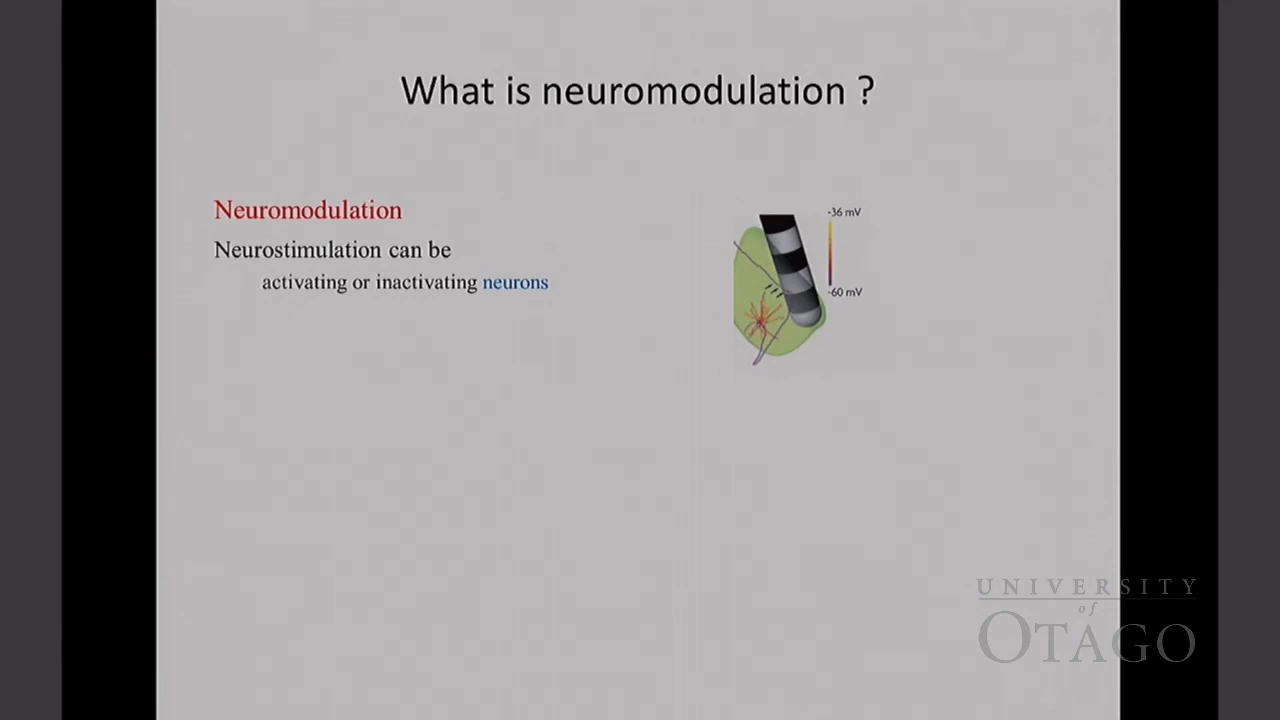 What is neuromodulation ?
Neuromodulation
Neurostimulation can be
activating or inactivating neurons
-36 mV
-60 mV
UNIVERSITY
of
OTAGO